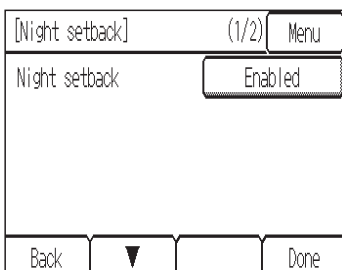 [Night setback] (1/2) Menu
Night setback Enabled
Back ▼ Done